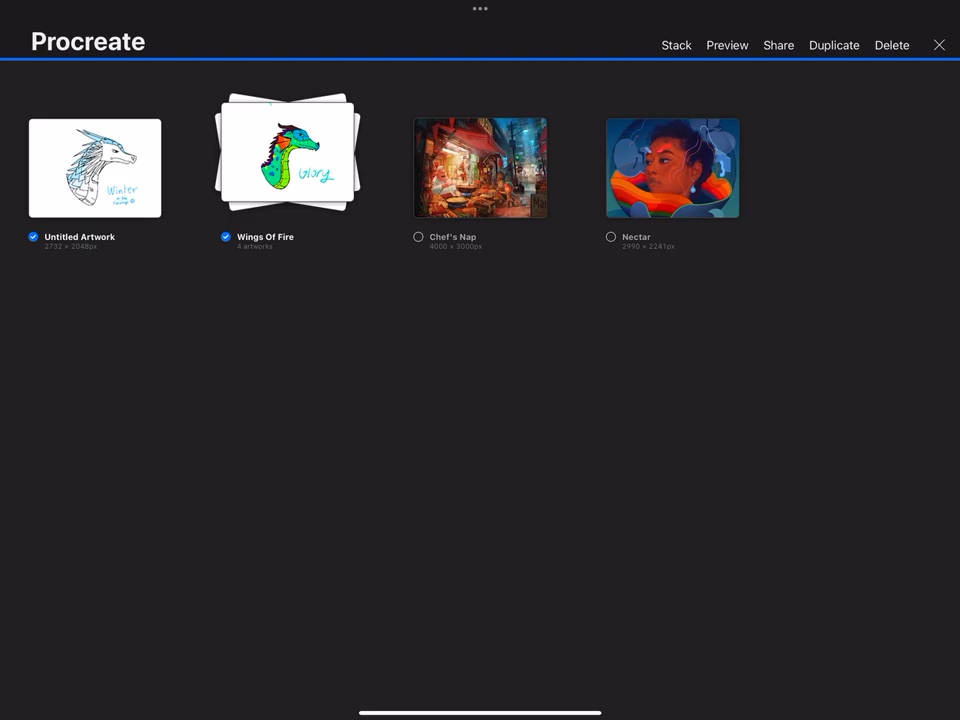 Procreate
Stack Preview Share Duplicate Delete
Winter
Glory
Untitled Artwork
2732 × 2048px
Wings Of Fire
4 artworks
Chef's Nap
4000 × 3000px
Nectar
2990 × 2241px